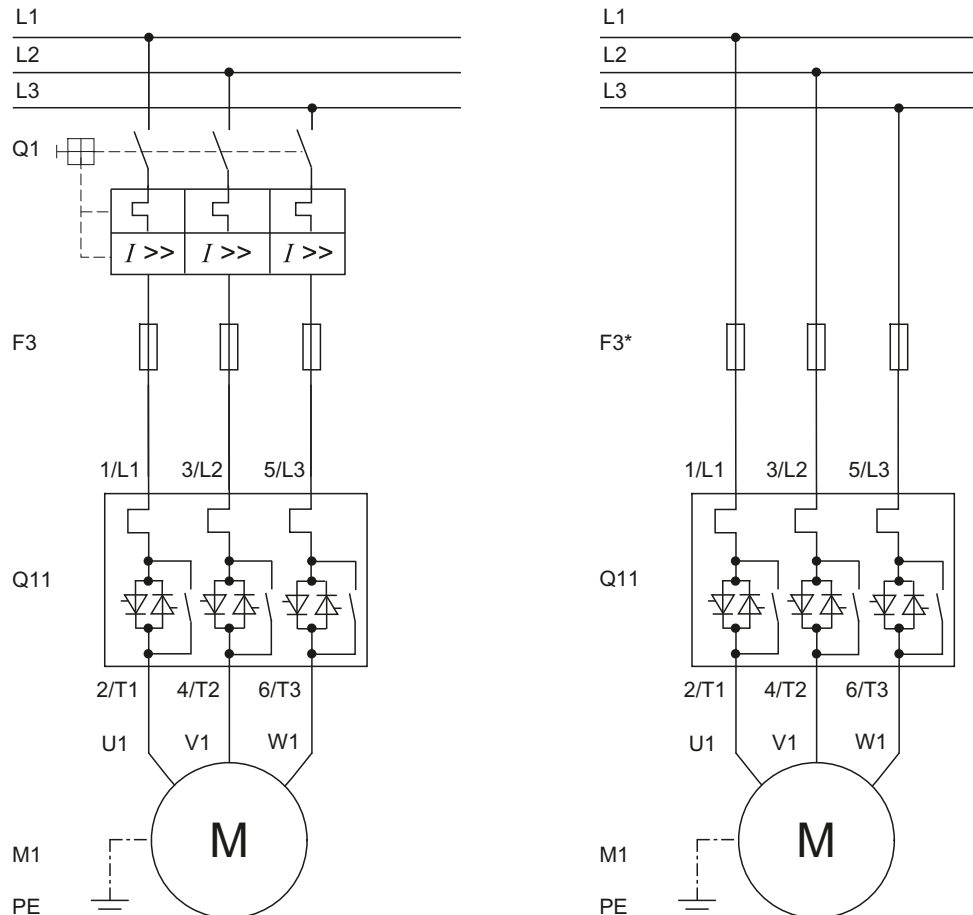 L1
L2
L3
Q1
I >> I >> I >>
F3
1/L1 3/L2 5/L3
Q11
2/T1 4/T2 6/T3
U1 V1 W1
M
M1
PE
L1
L2
L3
F3*
1/L1 3/L2 5/L3
Q11
2/T1 4/T2 6/T3
U1 V1 W1
M
M1
PE